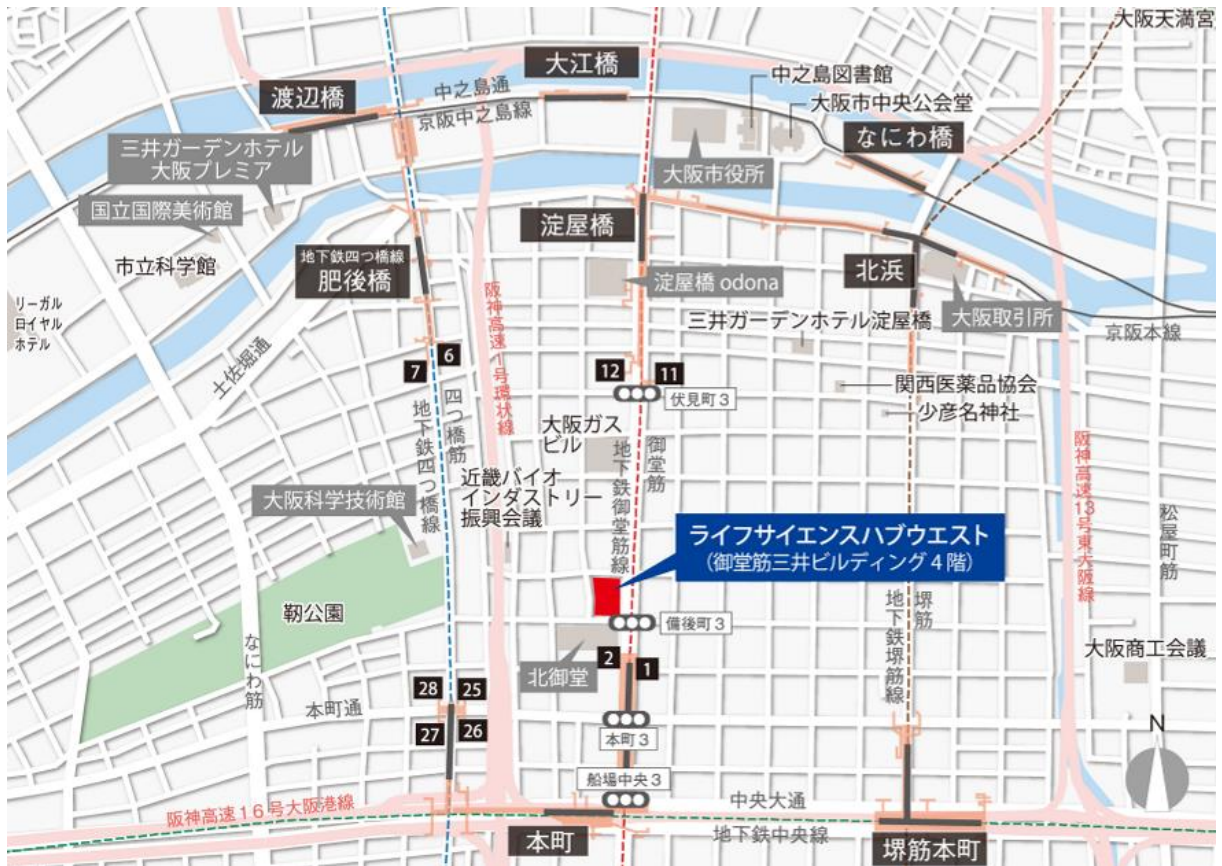 大阪天満宮
大江橋
中之島図書館
渡辺橋
中之島通
京阪中之島線
大阪市中央公会堂
なにわ橋
三井ガーデンホテル
大阪プレミア
大阪市役所
国立国際美術館
淀屋橋
市立科学館
地下鉄四つ橋線
肥後橋
北浜
淀屋橋 odona
大阪取引所
リーガル
ロイヤル
ホテル
土佐堀通
阪神高速1号環状線
三井ガーデンホテル淀屋橋
京阪本線
7
6
12
11
伏見町3
関西医薬品協会
少彦名神社
四つ橋筋
地下鉄四つ橋線
大阪ガス
ビル
御堂筋
地下鉄御堂筋線
阪神高速13号東大阪線
松屋町筋
近畿バイオ
インダストリー
振興会議
大阪科学技術館
ライフサイエンスハブウエスト
(御堂筋三井ビルディング4階)
靭公園
なにわ筋
備後町3
堺筋
地下鉄堺筋線
大阪商工会議
北御堂
2
1
28
25
27
26
本町通
本町3
N
船場中央3
阪神高速16号大阪港線
中央大通
本町
地下鉄中央線
堺筋本町